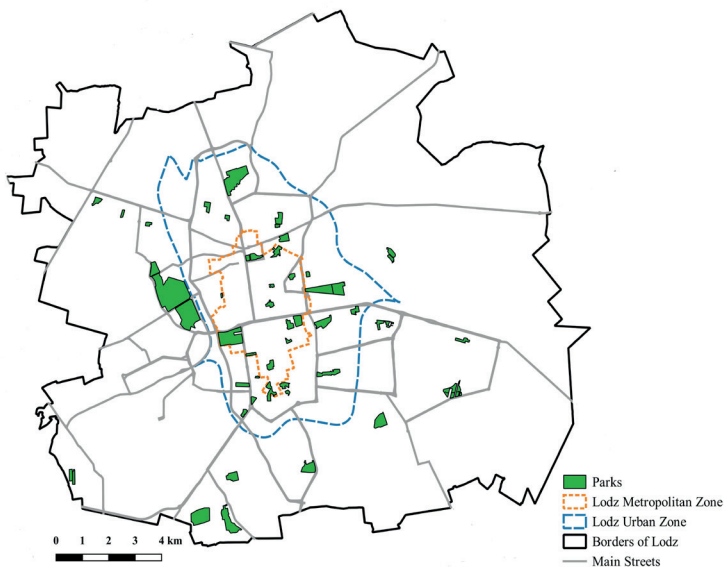 Parks
Lodz Metropolitan Zone
Lodz Urban Zone
Borders of Lodz
Main Streets
0 1 2 3 4 km